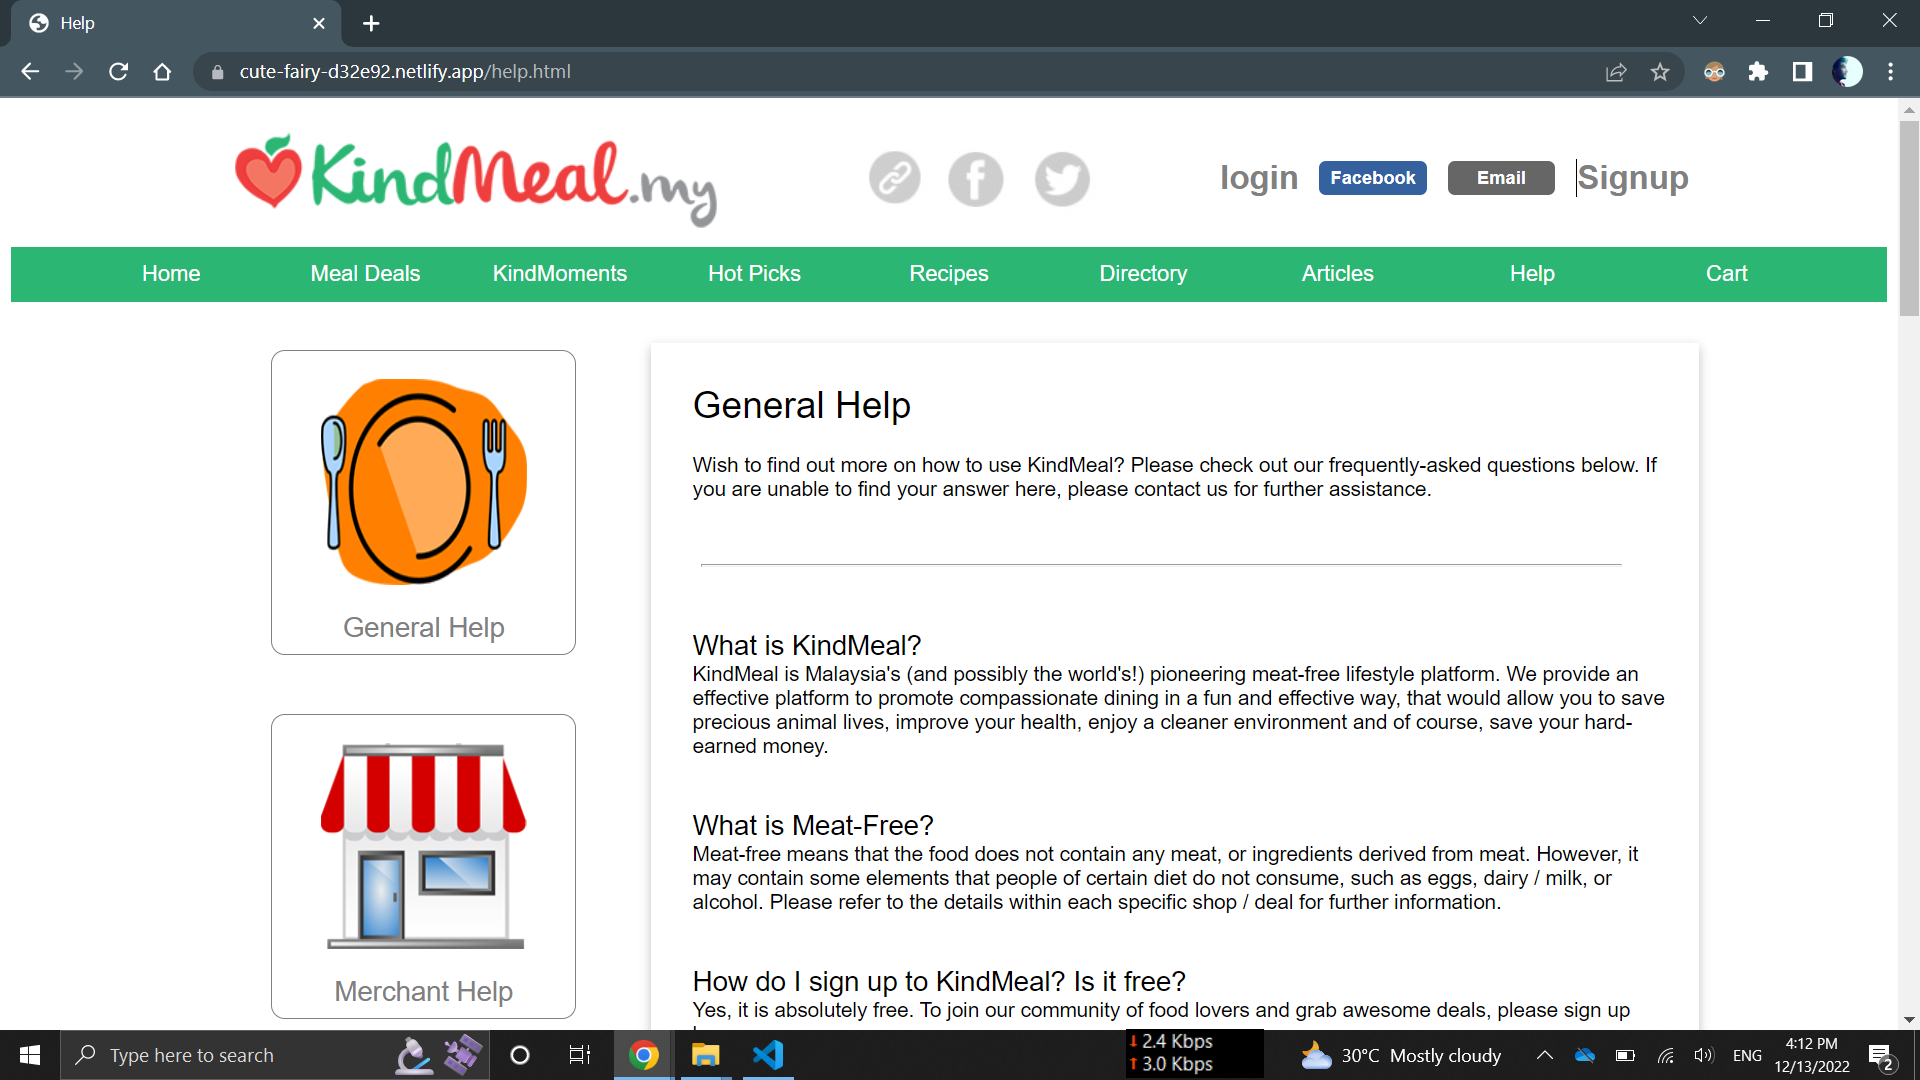 Help
cute-fairy-d32e92.netlify.app/help.html
KindMeal.my
login Facebook Email Signup
Home Meal Deals KindMoments Hot Picks Recipes Directory Articles Help Cart
General Help
Merchant Help
General Help
Wish to find out more on how to use KindMeal? Please check out our frequently-asked questions below. If
you are unable to find your answer here, please contact us for further assistance.
What is KindMeal?
KindMeal is Malaysia's (and possibly the world's!) pioneering meat-free lifestyle platform. We provide an
effective platform to promote compassionate dining in a fun and effective way, that would allow you to save
precious animal lives, improve your health, enjoy a cleaner environment and of course, save your hard-
earned money.
What is Meat-Free?
Meat-free means that the food does not contain any meat, or ingredients derived from meat. However, it
may contain some elements that people of certain diet do not consume, such as eggs, dairy / milk, or
alcohol. Please refer to the details within each specific shop / deal for further information.
How do I sign up to KindMeal? Is it free?
Yes, it is absolutely free. To join our community of food lovers and grab awesome deals, please sign up
Type here to search
2.4 Kbps
3.0 Kbps
30°C Mostly cloudy
ENG
4:12 PM
12/13/2022
2